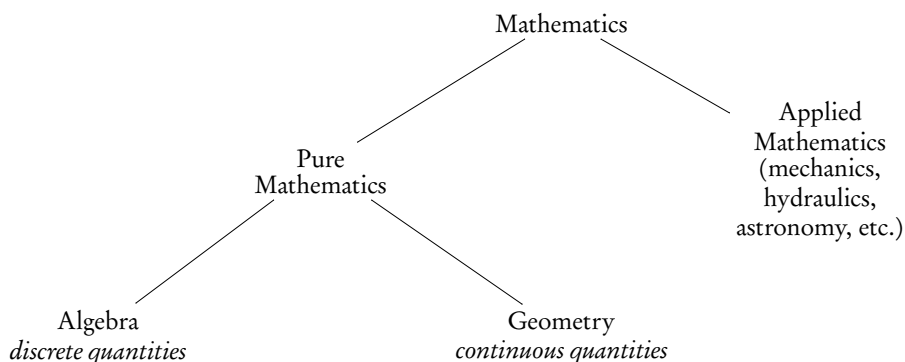 Mathematics
Applied
Mathematics
(mechanics,
hydraulics,
astronomy, etc.)
Pure
Mathematics
Algebra
discrete quantities
Geometry
continuous quantities